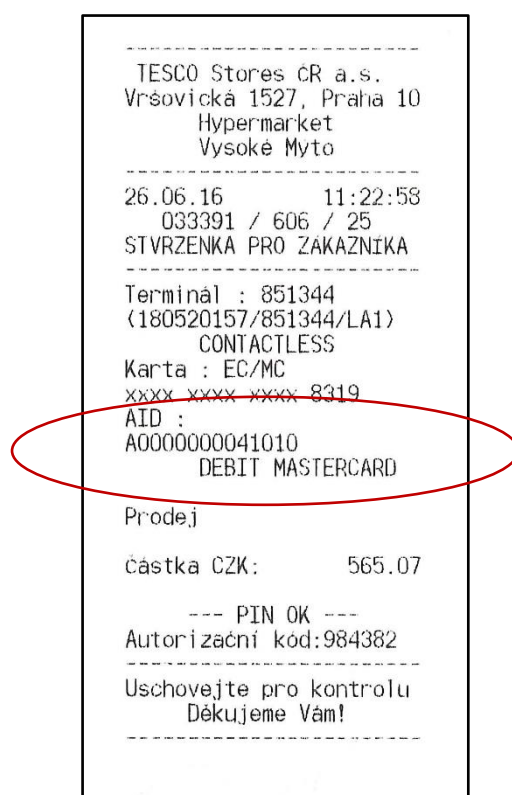 TESCO Stores ČR a.s.
Vršovická 1527, Praha 10
Hypermarket
Vysoké Myto
26.06.16 11:22:58
033391 / 606 / 25
STVRZENKA PRO ZÁKAZNÍKA
Terminál : 851344
(180520157/851344/LA1)
CONTACTLESS
Karta : EC/MC
xxxx xxxx xxxx 8319
AID :
A0000000041010
DEBIT MASTERCARD
Prodej
částka CZK: 565.07
--- PIN OK ---
Autorizační kód:984382
Uschovejte pro kontrolu
Děkujeme Vám!